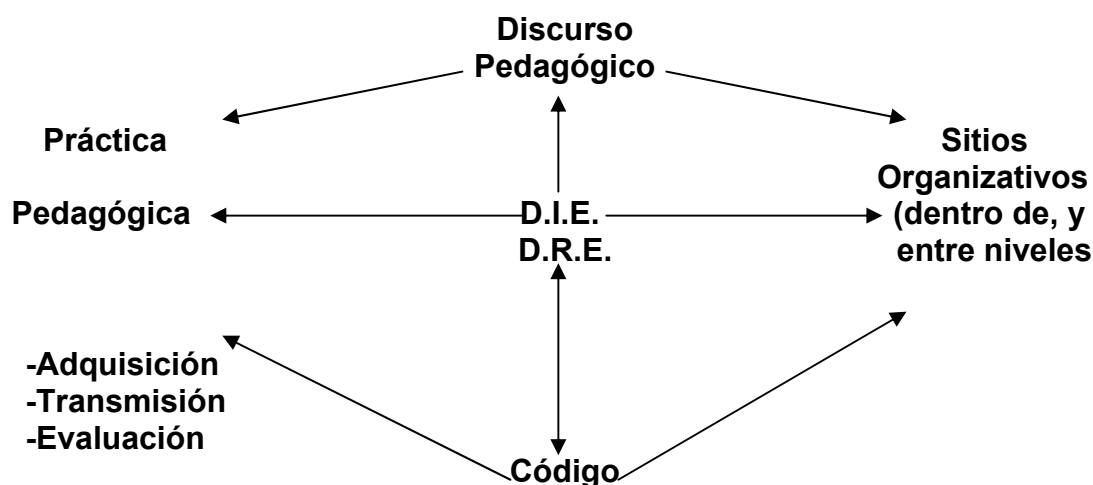 Discurso
Pedagógico
Práctica
Pedagógica
Sitios
Organizativos
(dentro de, y
entre niveles
D.I.E.
D.R.E.
-Adquisición
-Transmisión
-Evaluación
Código